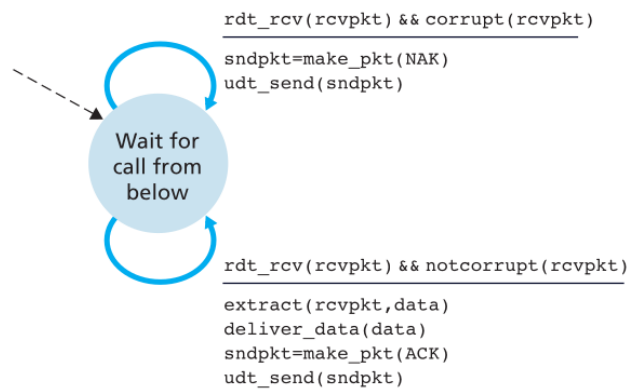 rdt_rcv(rcvpkt) && corrupt(rcvpkt)
sndpkt=make_pkt(NAK)
udt_send(sndpkt)
Wait for
call from
below
rdt_rcv(rcvpkt) && notcorrupt(rcvpkt)
extract(rcvpkt,data)
deliver_data(data)
sndpkt=make_pkt(ACK)
udt_send(sndpkt)